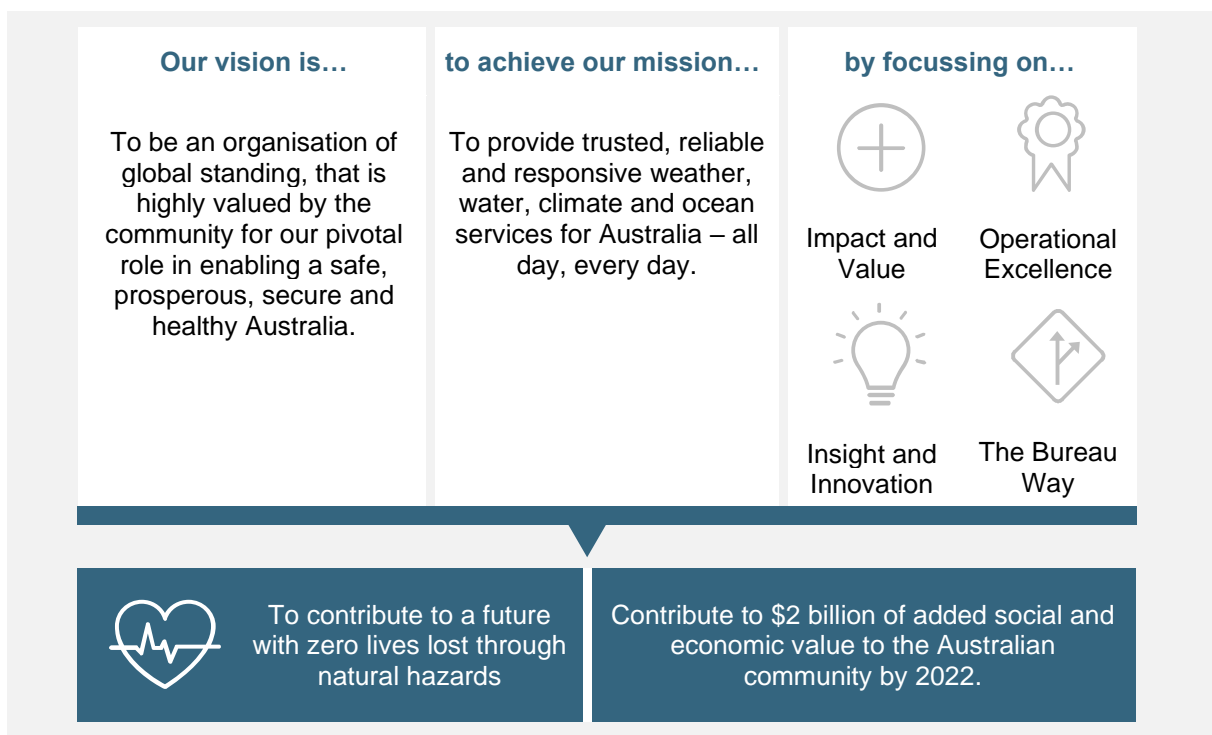 Our vision is…
To be an organisation of
global standing, that is
highly valued by the
community for our pivotal
role in enabling a safe,
prosperous, secure and
healthy Australia.
to achieve our mission…
To provide trusted, reliable
and responsive weather,
water, climate and ocean
services for Australia – all
day, every day.
by focussing on…
Impact and
Value
Operational
Excellence
Insight and
Innovation
The Bureau
Way
To contribute to a future
with zero lives lost through
natural hazards
Contribute to $2 billion of added social and
economic value to the Australian
community by 2022.